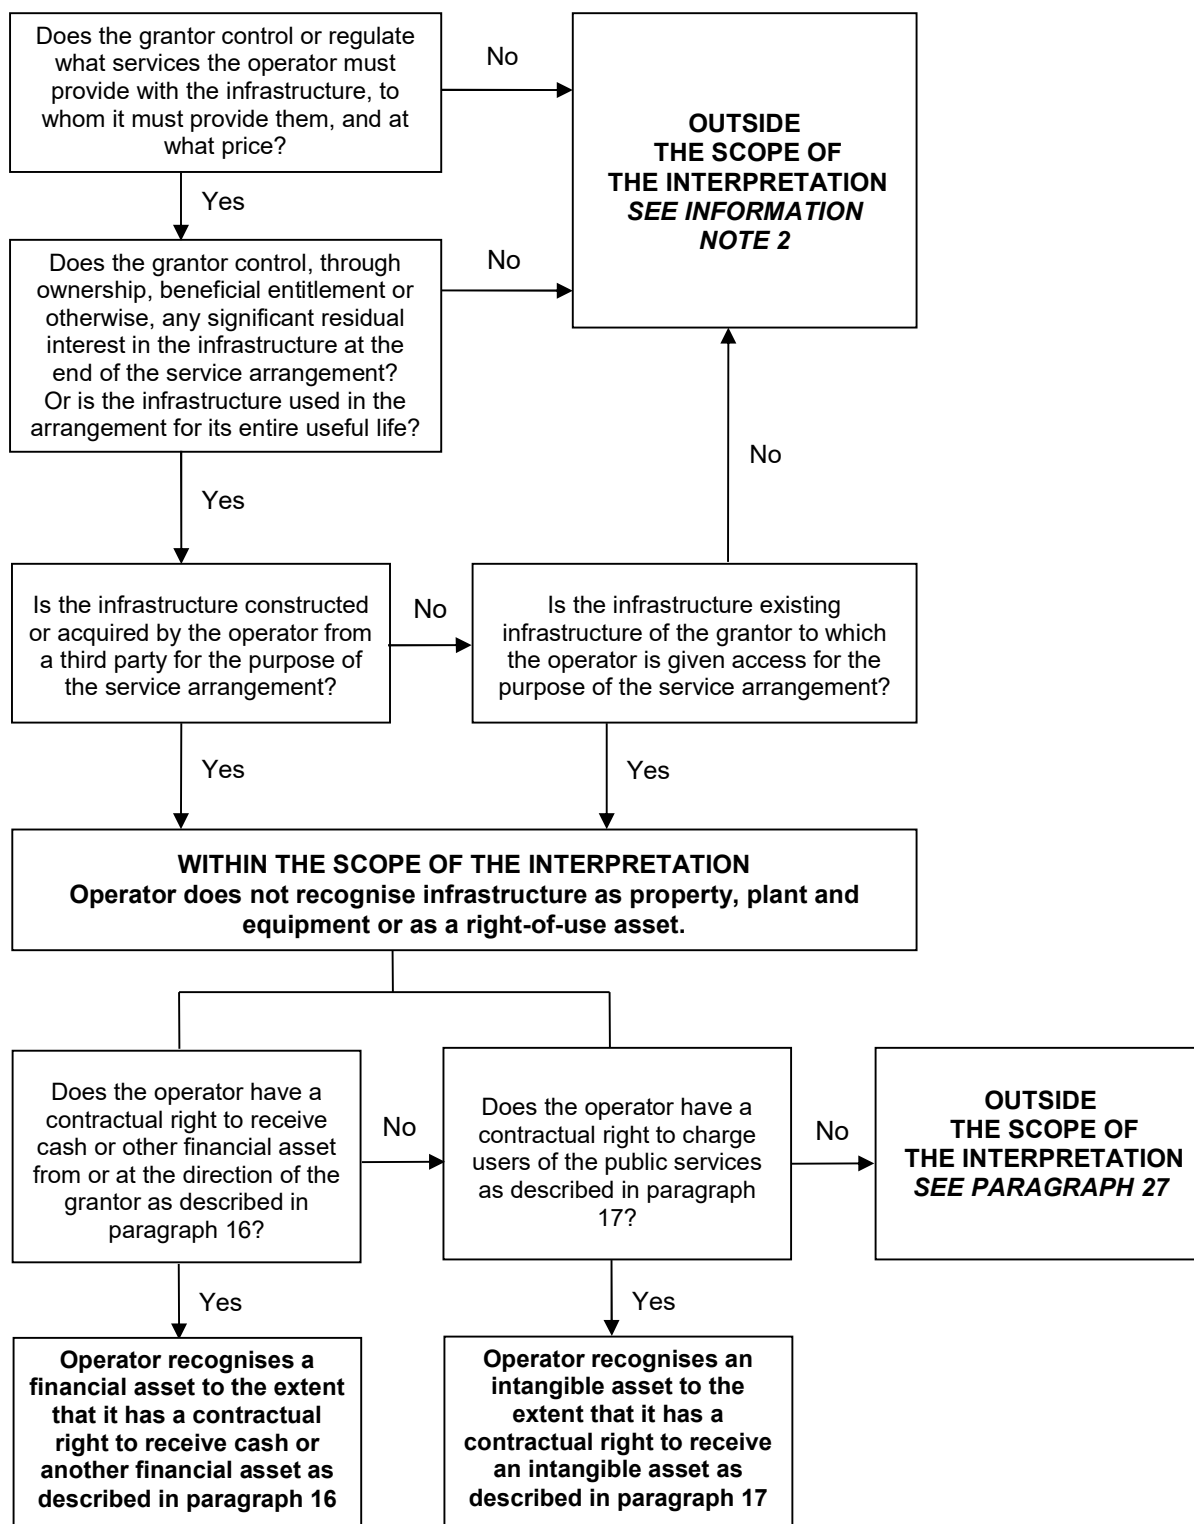 Does the grantor control or regulate
what services the operator must
provide with the infrastructure, to
whom it must provide them, and at
what price?
No
OUTSIDE
THE SCOPE OF
THE INTERPRETATION
SEE INFORMATION
NOTE 2
Yes
Does the grantor control, through
ownership, beneficial entitlement or
otherwise, any significant residual
interest in the infrastructure at the
end of the service arrangement?
Or is the infrastructure used in the
arrangement for its entire useful life?
No
No
Yes
Is the infrastructure constructed
or acquired by the operator from
a third party for the purpose of
the service arrangement?
No
Is the infrastructure existing
infrastructure of the grantor to which
the operator is given access for the
purpose of the service arrangement?
Yes
Yes
WITHIN THE SCOPE OF THE INTERPRETATION
Operator does not recognise infrastructure as property, plant and
equipment or as a right-of-use asset.
Does the operator have a
contractual right to receive
cash or other financial asset
from or at the direction of the
grantor as described in
paragraph 16?
No
Does the operator have a
contractual right to charge
users of the public services
as described in paragraph
17?
No
OUTSIDE
THE SCOPE OF
THE INTERPRETATION
SEE PARAGRAPH 27
Yes
Yes
Operator recognises a
financial asset to the extent
that it has a contractual
right to receive cash or
another financial asset as
described in paragraph 16
Operator recognises an
intangible asset to the
extent that it has a
contractual right to receive
an intangible asset as
described in paragraph 17